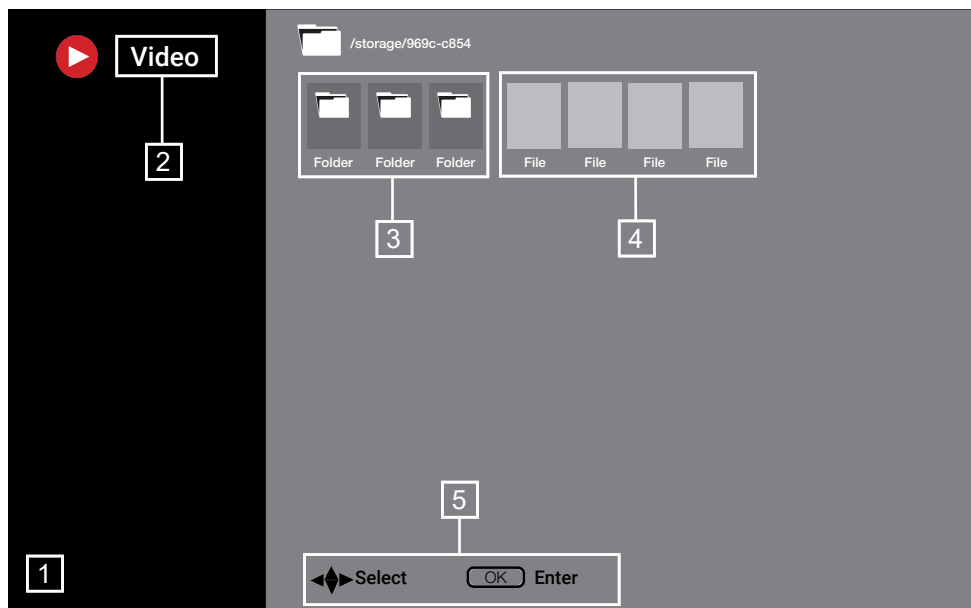 Video
2
/storage/969c-c854
Folder Folder Folder File File File File
3 4
5
1
Select OK Enter